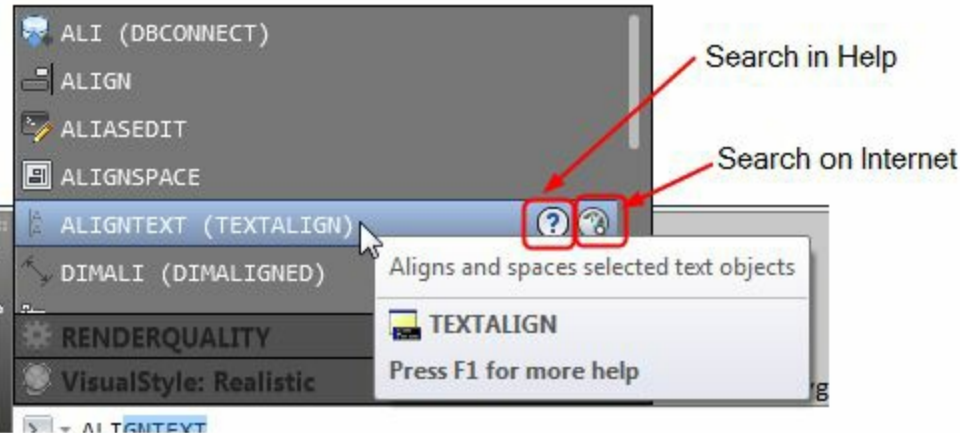 ALI (DBCONNECT)
Search in Help
ALIGN
ALIASEDIT
Search on Internet
ALIGNSPACE
ALIGNTEXT (TEXTALIGN)
Aligns and spaces selected text objects
DIMALI (DIMALIGNED)
TEXTALIGN
RENDERQUALITY
Press F1 for more help
VisualStyle: Realistic
ALIGNTEXT